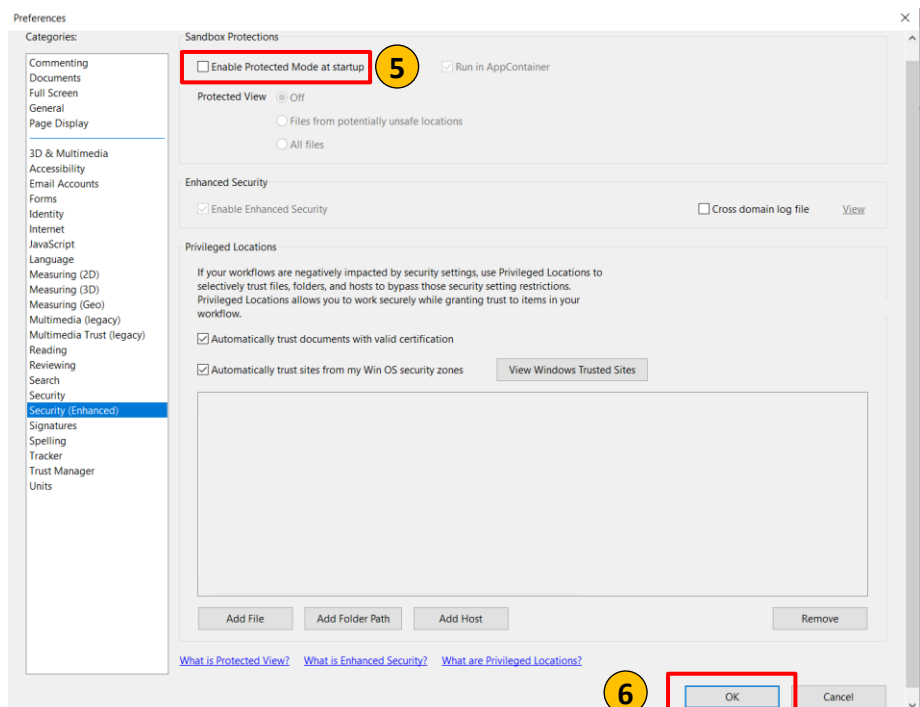 Preferences
Categories:
Commenting
Documents
Full Screen
General
Page Display
3D & Multimedia
Accessibility
Email Accounts
Forms
Identity
Internet
JavaScript
Language
Measuring (2D)
Measuring (3D)
Measuring (Geo)
Multimedia (legacy)
Multimedia Trust (legacy)
Reading
Reviewing
Search
Security
Security (Enhanced)
Signatures
Spelling
Tracker
Trust Manager
Units
Sandbox Protections
Enable Protected Mode at startup
5
Run in AppContainer
Protected View
Off
Files from potentially unsafe locations
All files
Enhanced Security
Enable Enhanced Security
Cross domain log file
View
Privileged Locations
If your workflows are negatively impacted by security settings, use Privileged Locations to
selectively trust files, folders, and hosts to bypass those security setting restrictions.
Privileged Locations allows you to work securely while granting trust to items in your
workflow.
Automatically trust documents with valid certification
Automatically trust sites from my Win OS security zones
View Windows Trusted Sites
Add File
Add Folder Path
Add Host
Remove
What is Protected View?
What is Enhanced Security?
What are Privileged Locations?
6
OK
Cancel